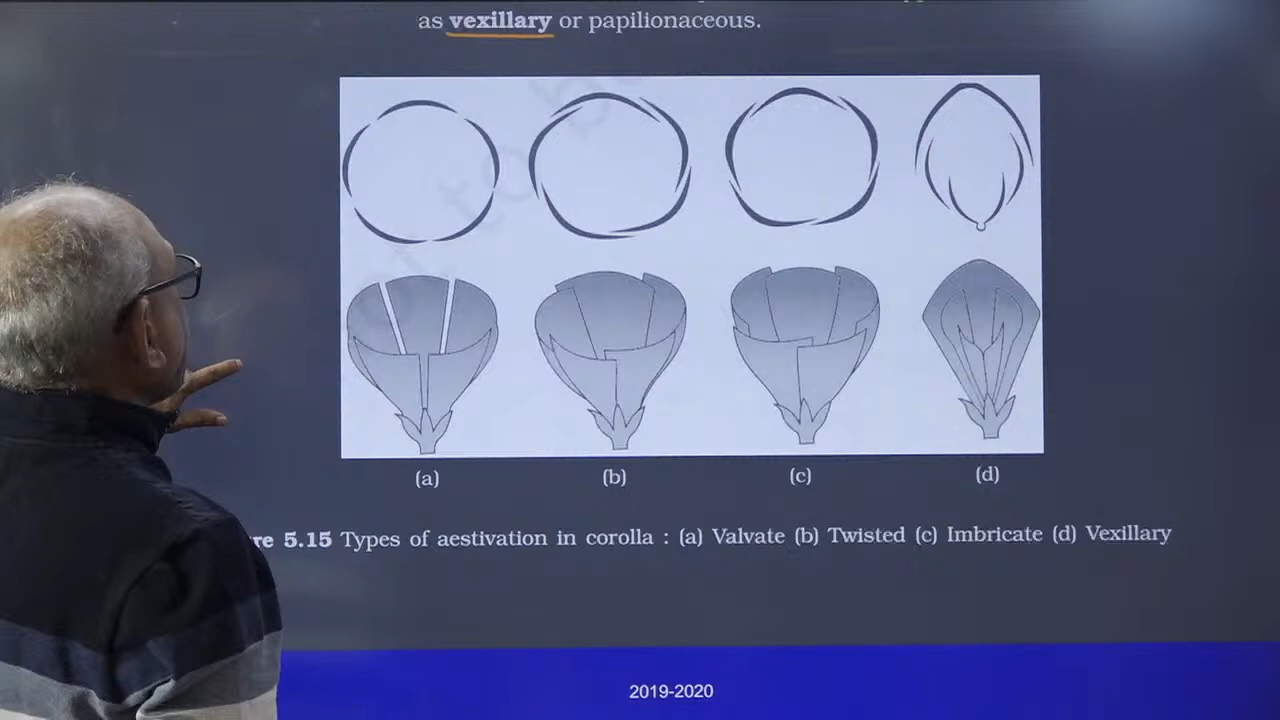 as vexillary or papilionaceous.
(a) (b) (c) (d)
re 5.15 Types of aestivation in corolla : (a) Valvate (b) Twisted (c) Imbricate (d) Vexillary
2019-2020